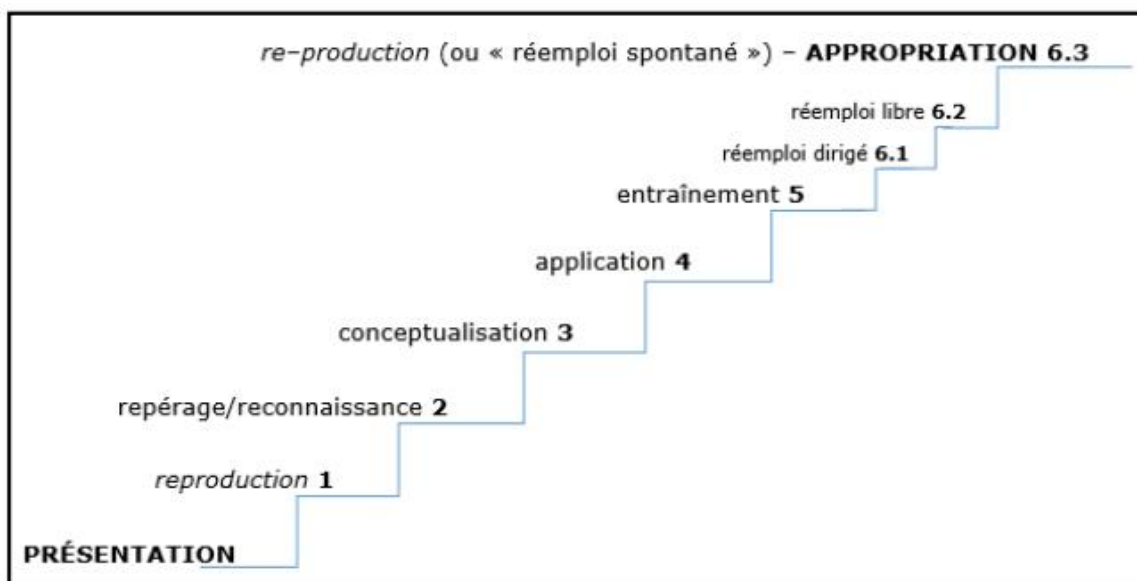 re–production (ou « réemploi spontané ») – APPROPRIATION 6.3
réemploi libre 6.2
réemploi dirigé 6.1
entraînement 5
application 4
conceptualisation 3
repérage/reconnaissance 2
reproduction 1
PRÉSENTATION